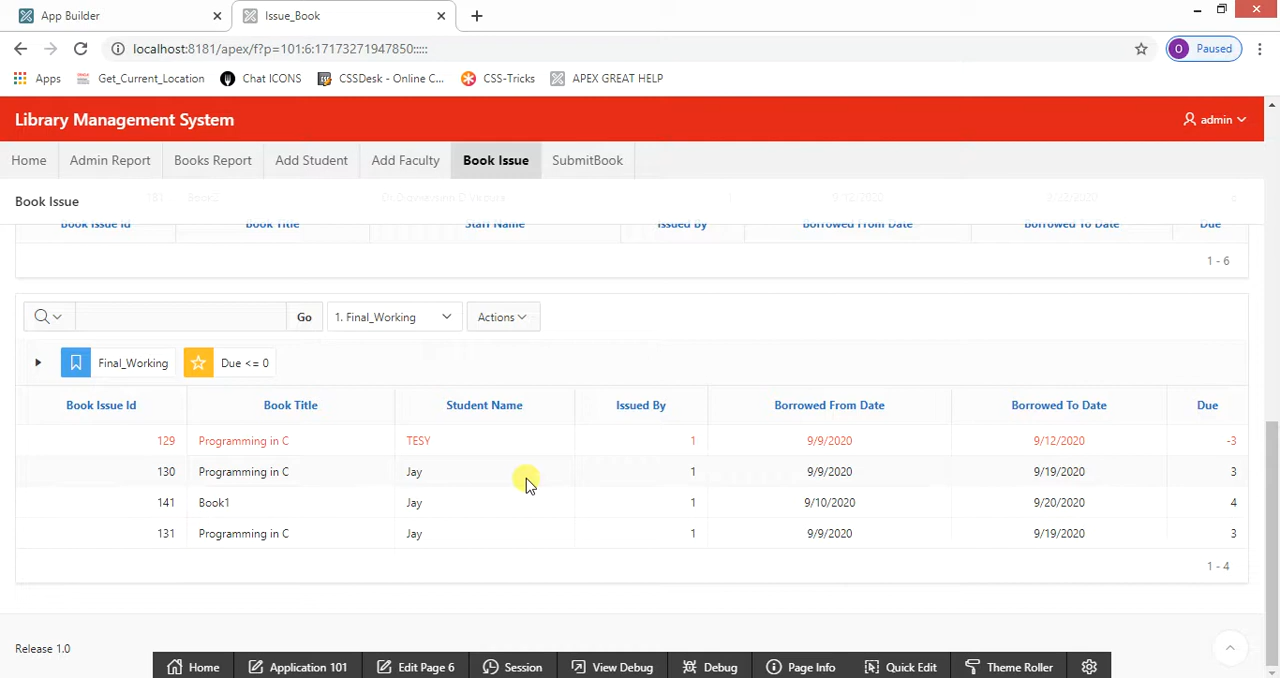 App Builder
Issue_Book
localhost:8181/apex/f?p=101:6:17173271947850:::::
O Paused
Apps Get_Current_Location Chat ICONS CSSDesk - Online C... CSS-Tricks APEX GREAT HELP
Library Management System
admin
Home Admin Report Books Report Add Student Add Faculty Book Issue SubmitBook
Book Issue
Book Issue Id Book Title Staff Name Issued By Borrowed From Date Borrowed To Date Due
1 - 6
Go 1. Final_Working Actions
Final_Working Due <= 0
Book Issue Id Book Title Student Name Issued By Borrowed From Date Borrowed To Date Due
129 Programming in C TESY 1 9/9/2020 9/12/2020 -3
130 Programming in C Jay 1 9/9/2020 9/19/2020 3
141 Book1 Jay 1 9/10/2020 9/20/2020 4
131 Programming in C Jay 1 9/9/2020 9/19/2020 3
1 - 4
Release 1.0
Home Application 101 Edit Page 6 Session View Debug Debug Page Info Quick Edit Theme Roller